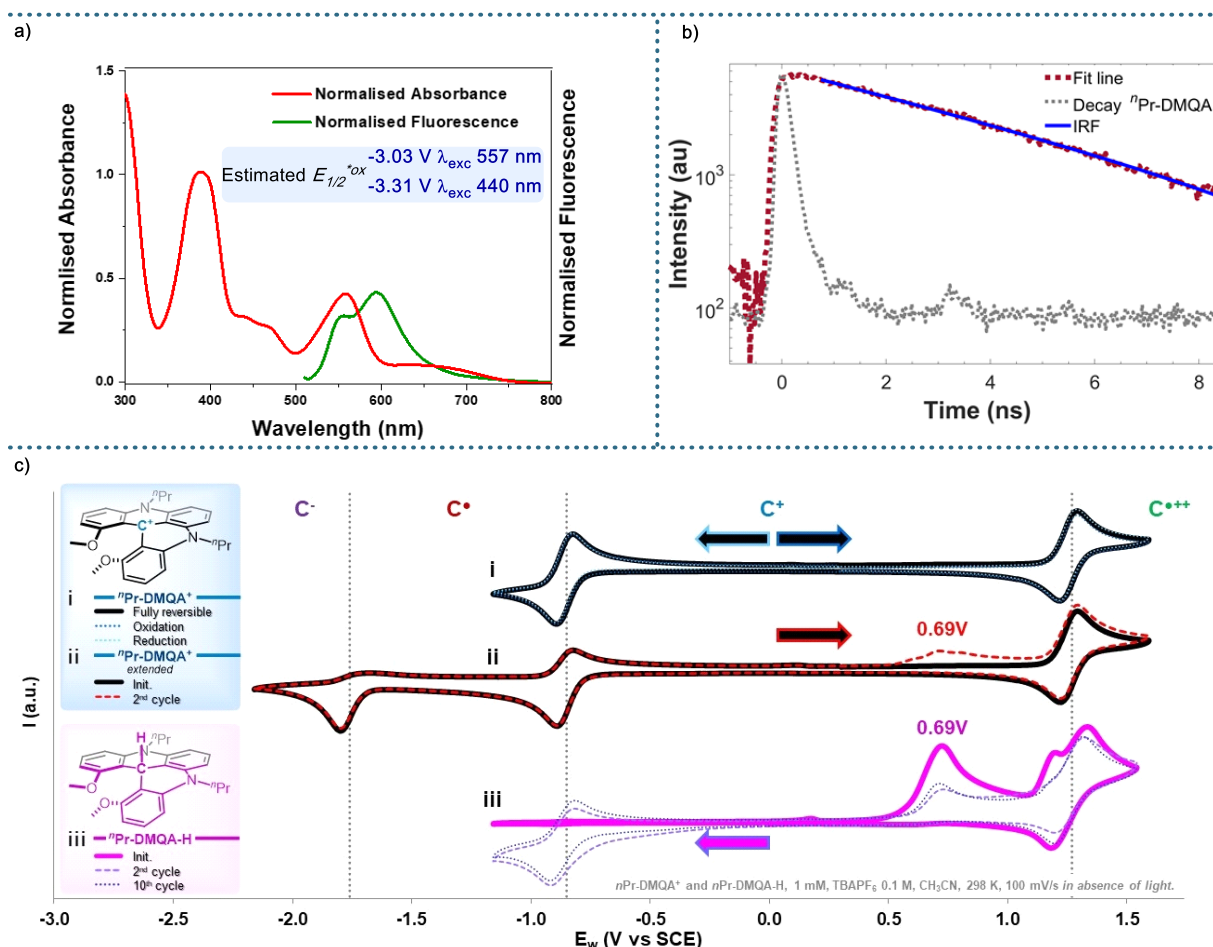 a)
Normilised Absorbance
1.5
1.0
0.5
0.0
300
400
500
600
700
800
Wavelength (nm)
Normalised Fluorescence
Normalised Absorbance
Normalised Fluorescence
Estimated E1/2*ox
-3.03 V λexc 557 nm
-3.31 V λexc 440 nm
b)
Intensity (au)
10³
10²
0
2
4
6
8
Time (ns)
Fit line
Decay ⁿPr-DMQA
IRF
c)
C-
C•
C+
C•++
ⁿPr
N
C+
N
ⁿPr
O
O
i
ⁿPr-DMQA+
Fully reversible
Oxidation
Reduction
ii
ⁿPr-DMQA+
extended
Init.
2nd cycle
H
ⁿPr
N
C
N
ⁿPr
O
O
iii
ⁿPr-DMQA-H
Init.
2nd cycle
10th cycle
i
ii
0.69V
iii
0.69V
nPr-DMQA+ and nPr-DMQA-H, 1 mM, TBAPF6 0.1 M, CH3CN, 298 K, 100 mV/s in absence of light.
I (a.u.)
-3.0
-2.5
-2.0
-1.5
-1.0
-0.5
0.0
0.5
1.0
1.5
Ew (V vs SCE)